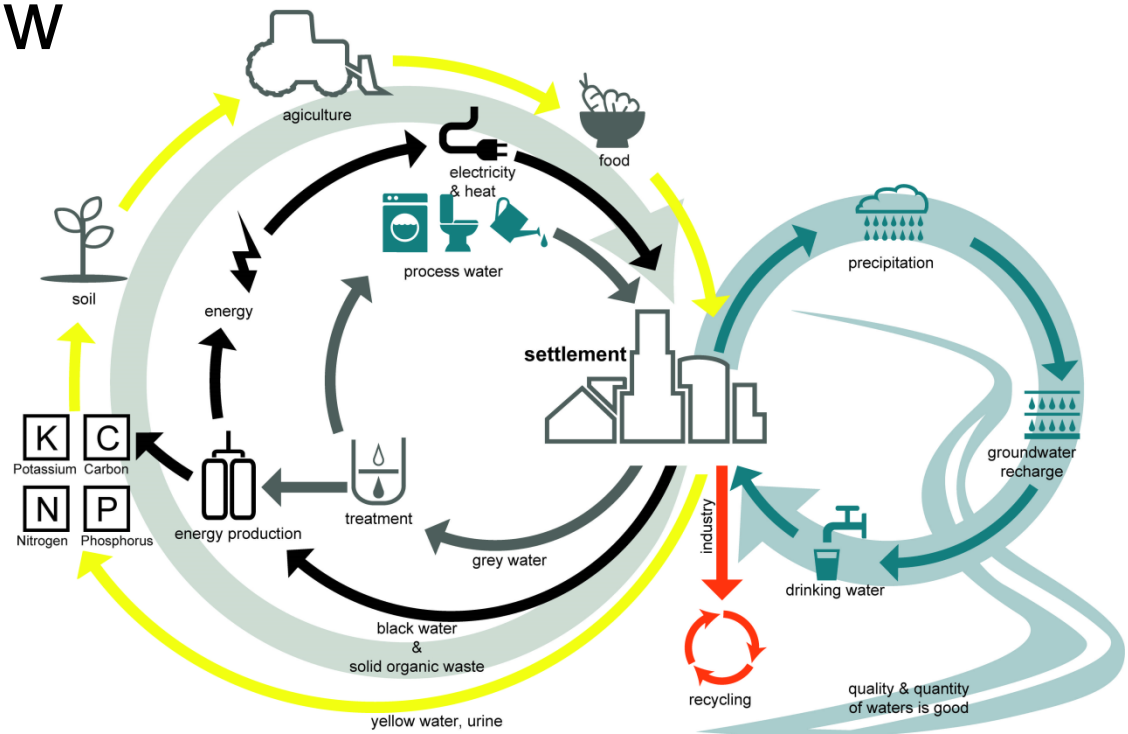 W
agiculture
food
electricity
& heat
process water
soil
energy
precipitation
settlement
K
C
Potassium
Carbon
N
P
Nitrogen
Phosphorus
energy production
treatment
grey water
groundwater
recharge
industry
drinking water
black water
&
solid organic waste
yellow water, urine
recycling
quality & quantity
of waters is good